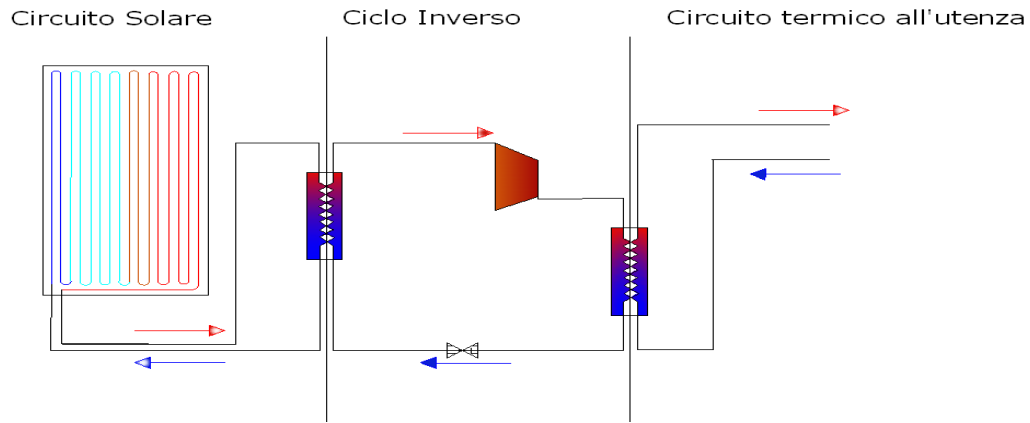 Circuito Solare
Ciclo Inverso
Circuito termico all'utenza